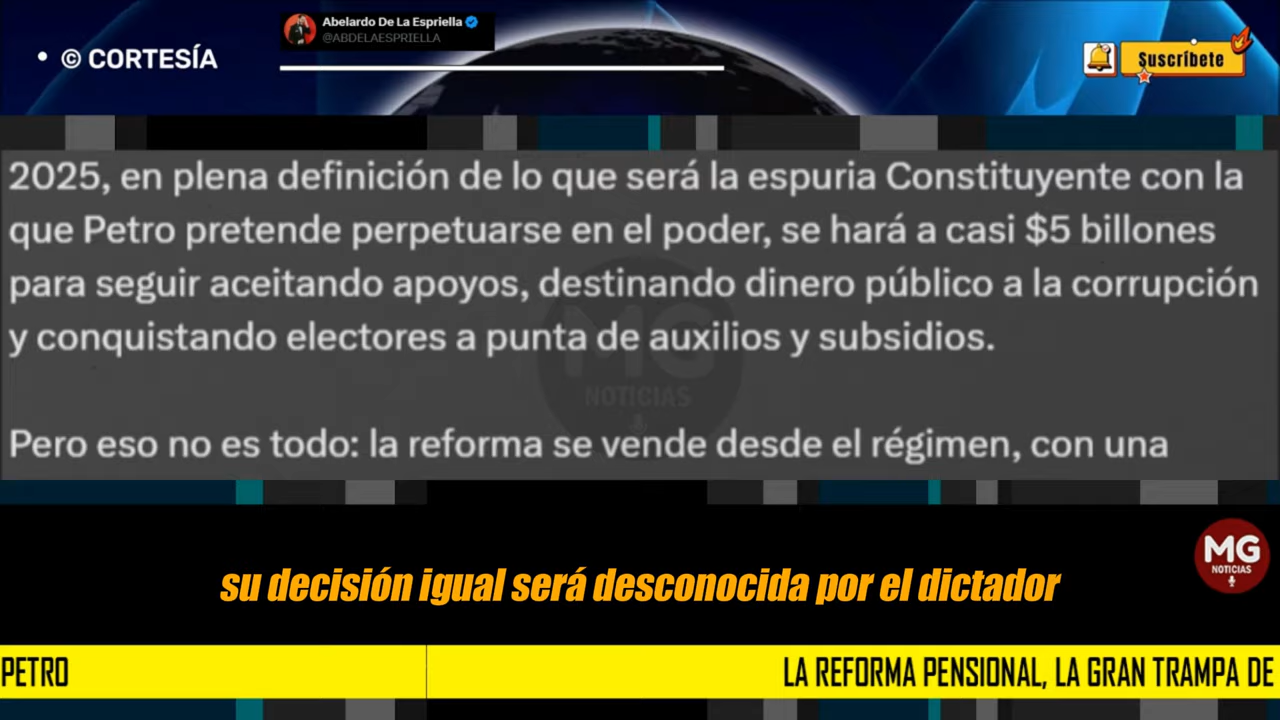 Abelardo De La Espriella
@ABDELAESPRIELLA
• © CORTESÍA
Suscríbete
2025, en plena definición de lo que será la espuria Constituyente con la
que Petro pretende perpetuarse en el poder, se hará a casi $5 billones
para seguir aceitando apoyos, destinando dinero público a la corrupción
y conquistando electores a punta de auxilios y subsidios.
MG
NOTICIAS
Pero eso no es todo: la reforma se vende desde el régimen, con una
MG
NOTICIAS
su decisión igual será desconocida por el dictador
PETRO
LA REFORMA PENSIONAL, LA GRAN TRAMPA DE